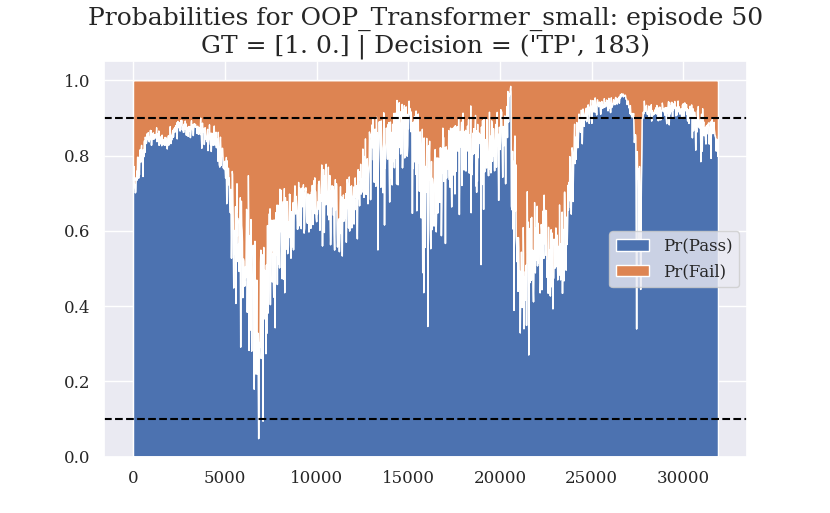 Probabilities for OOP_Transformer_small: episode 50
GT = [1. 0.] | Decision = ('TP', 183)
1.0
0.8
0.6
0.4
0.2
0.0
Pr(Pass)
Pr(Fail)
0 5000 10000 15000 20000 25000 30000